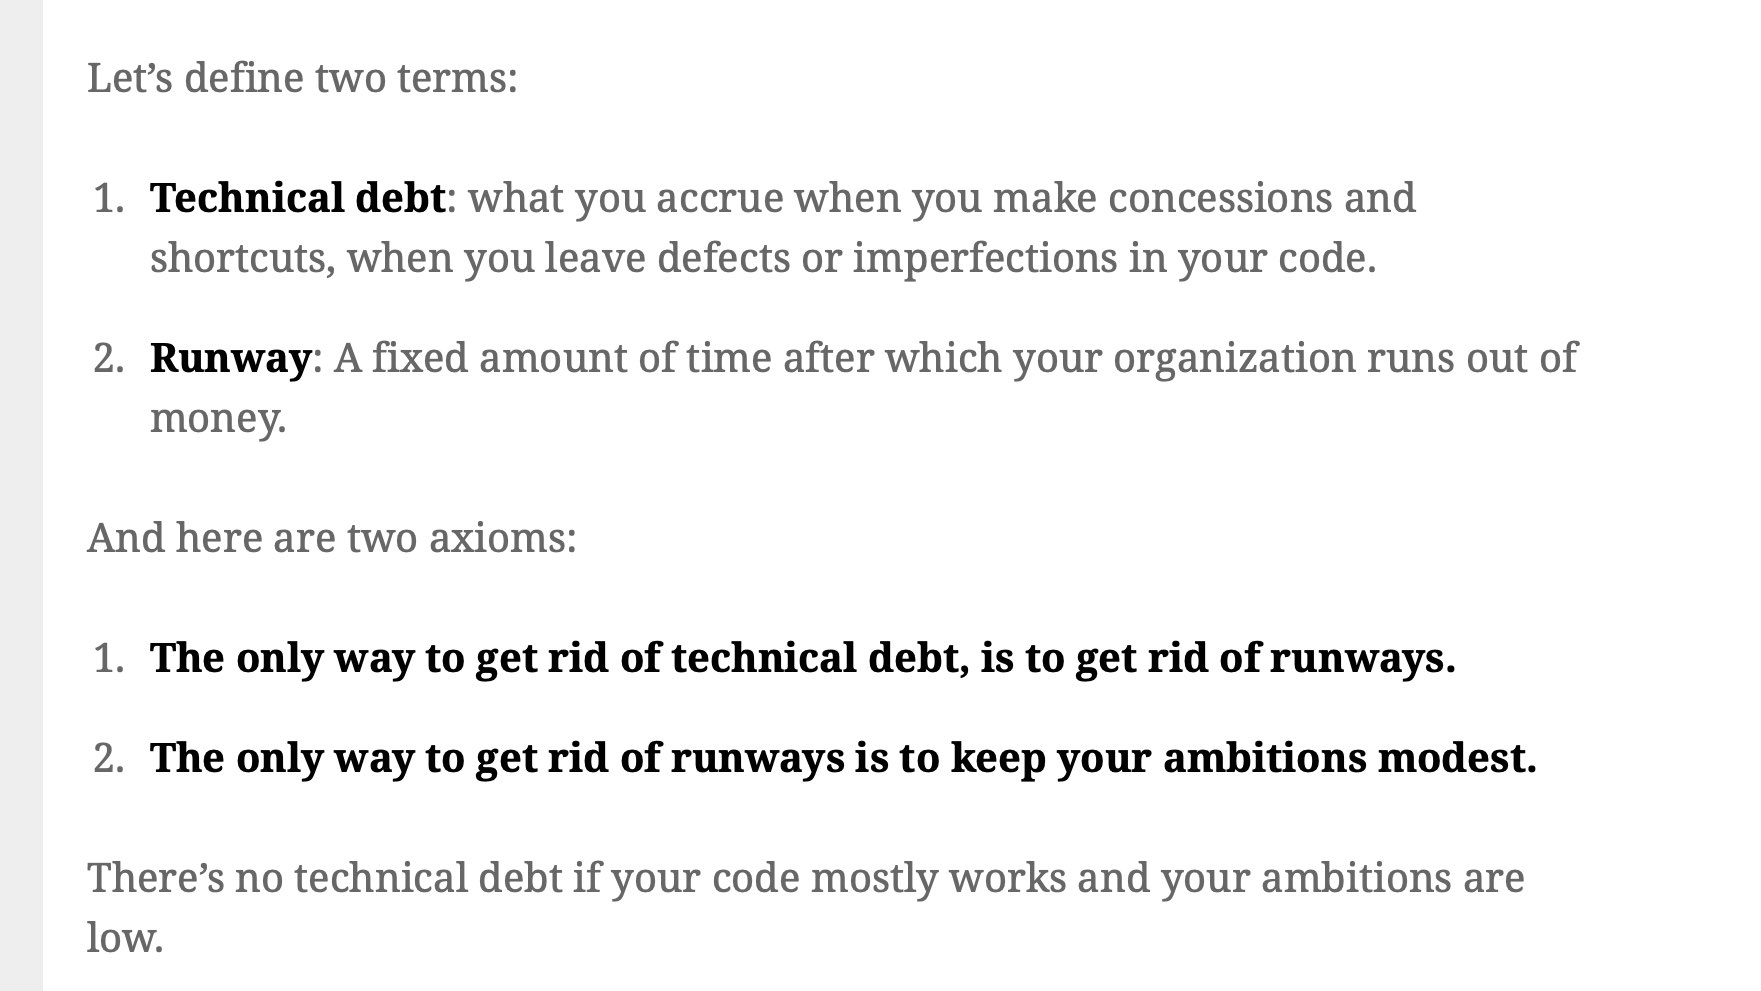 Let’s define two terms:
1. Technical debt: what you accrue when you make concessions and
shortcuts, when you leave defects or imperfections in your code.
2. Runway: A fixed amount of time after which your organization runs out of
money.
And here are two axioms:
1. The only way to get rid of technical debt, is to get rid of runways.
2. The only way to get rid of runways is to keep your ambitions modest.
There’s no technical debt if your code mostly works and your ambitions are
low.